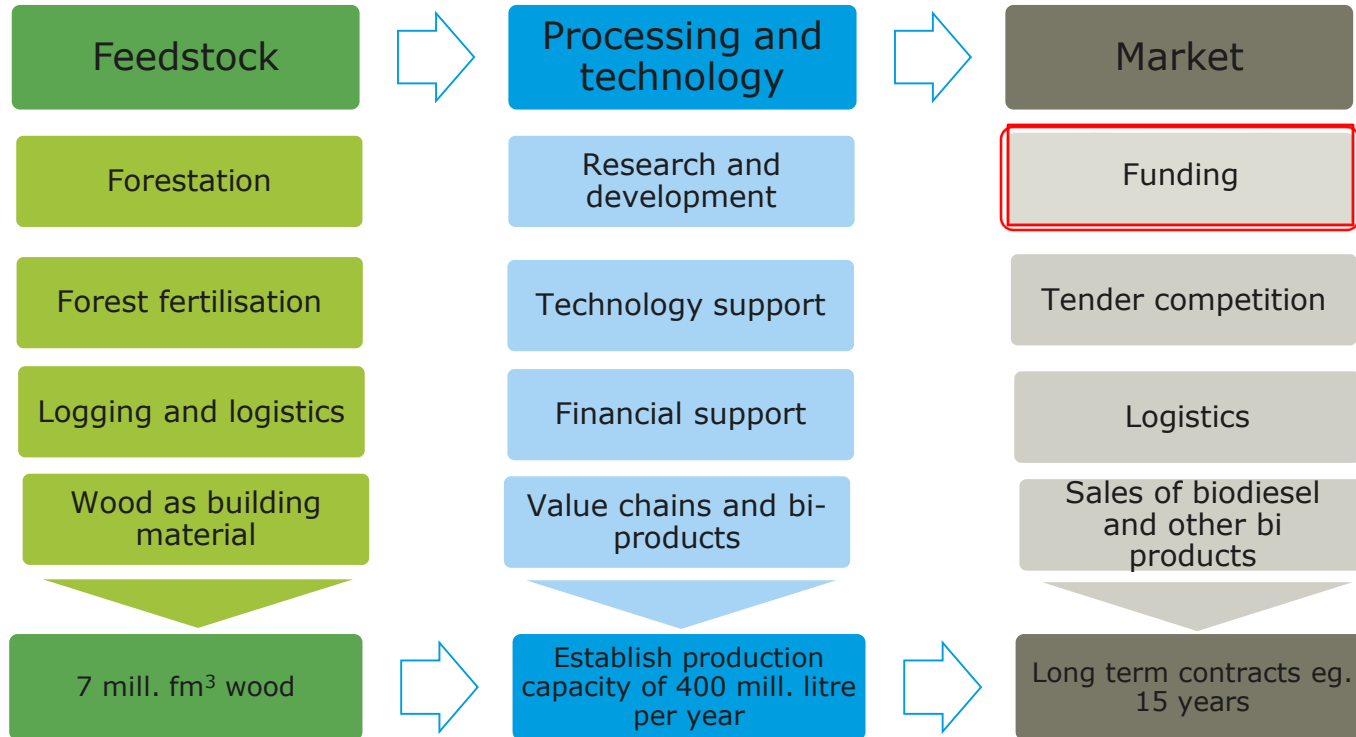 Feedstock
Processing and
technology
Market
Forestation
Research and
development
Funding
Forest fertilisation
Technology support
Tender competition
Logging and logistics
Financial support
Logistics
Wood as building
material
Value chains and bi-
products
Sales of biodiesel
and other bi
products
7 mill. fm³ wood
Establish production
capacity of 400 mill. litre
per year
Long term contracts eg.
15 years